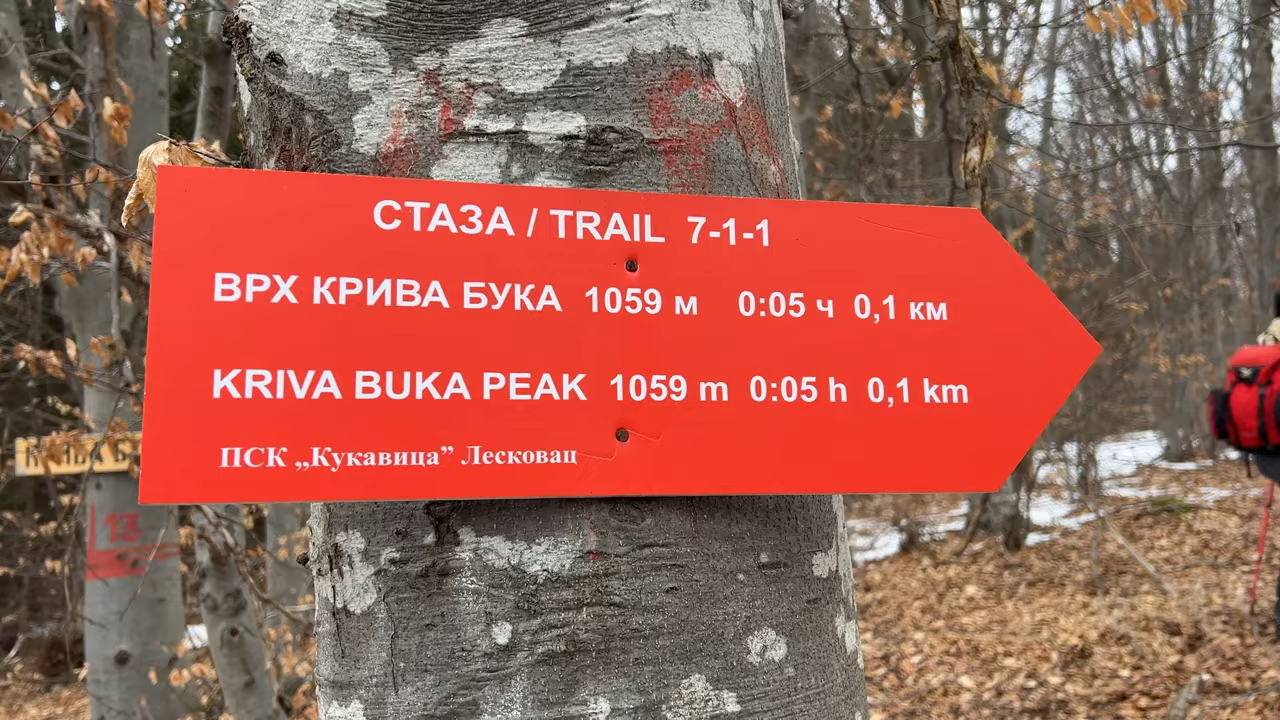 СТАЗА / TRAIL 7-1-1
ВРХ КРИВА БУКА 1059 м 0:05 ч 0,1 км
KRIVA BUKA PEAK 1059 m 0:05 h 0,1 km
ПСК „Кукавица” Лесковац
13